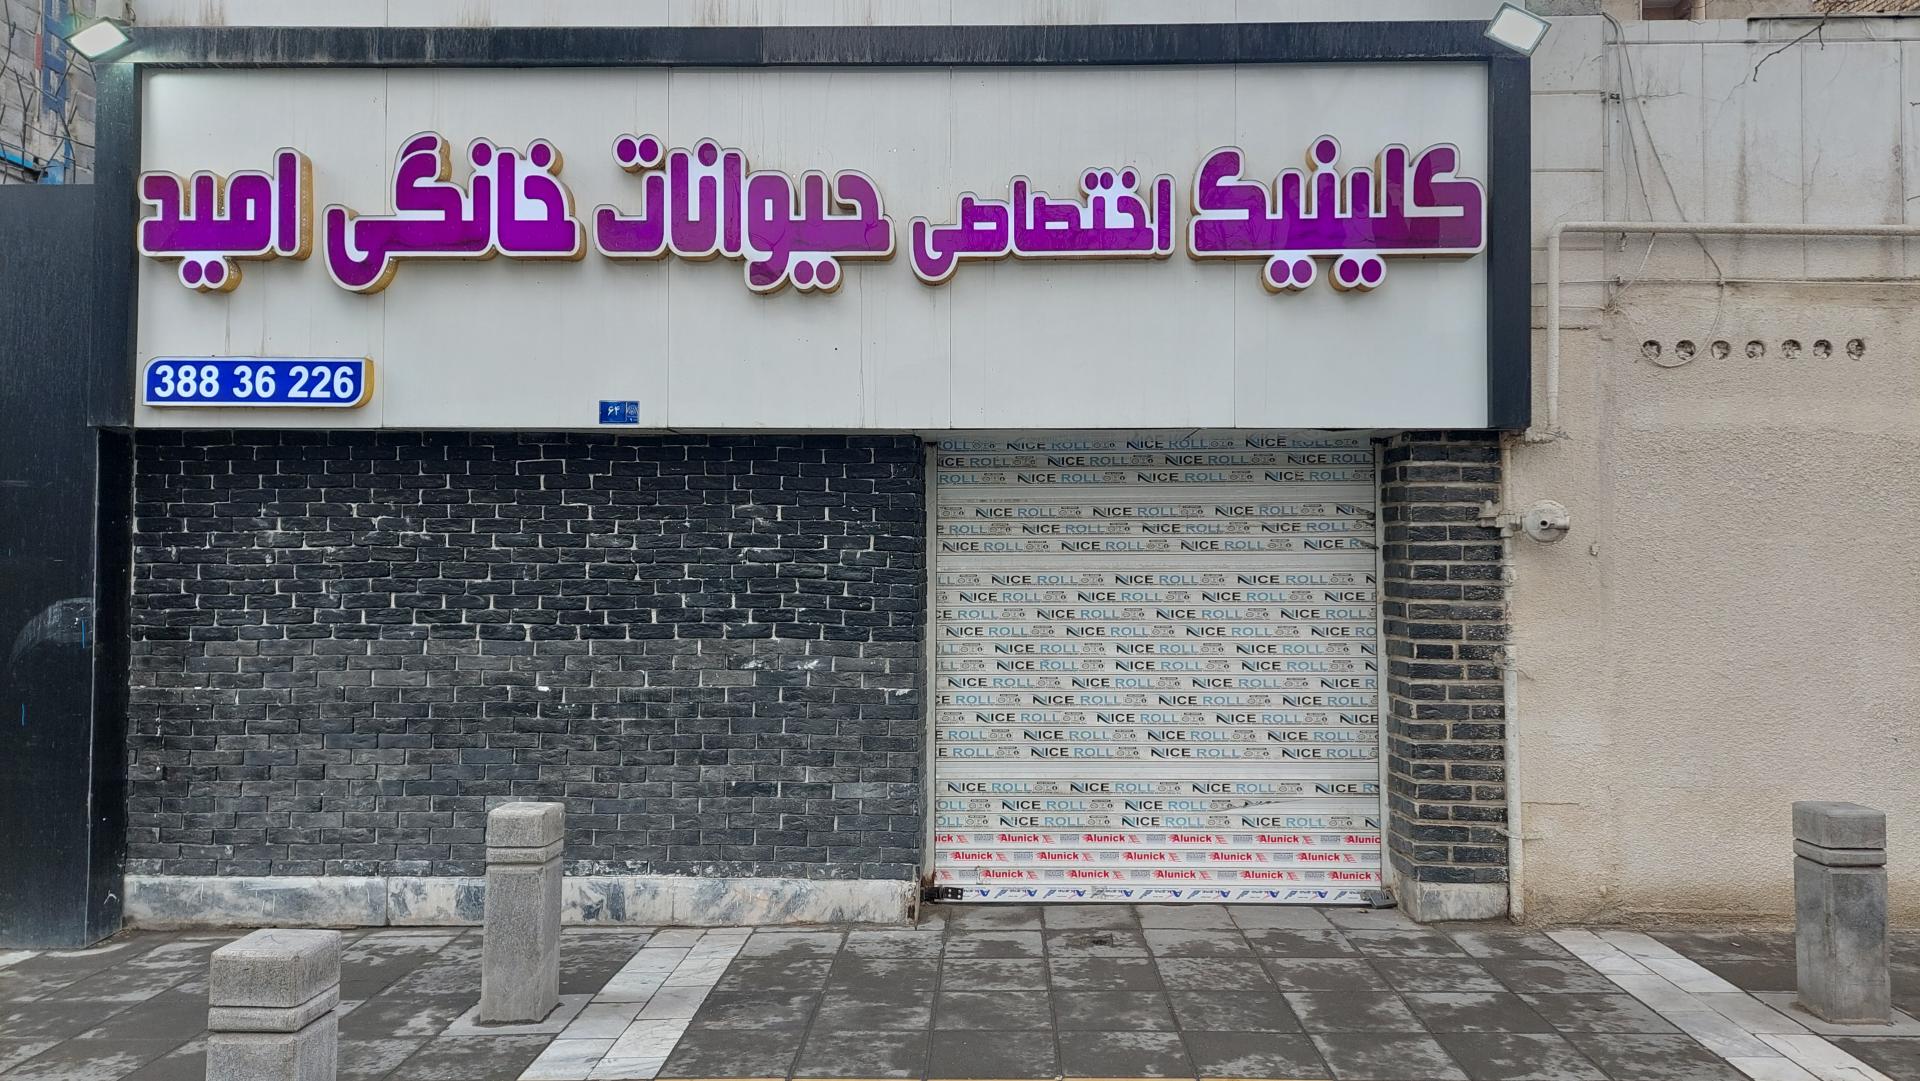 کلینیک اختصاصی حیوانات خانگی امید
388 36 226
۶۴
NICE ROLL
Alunick